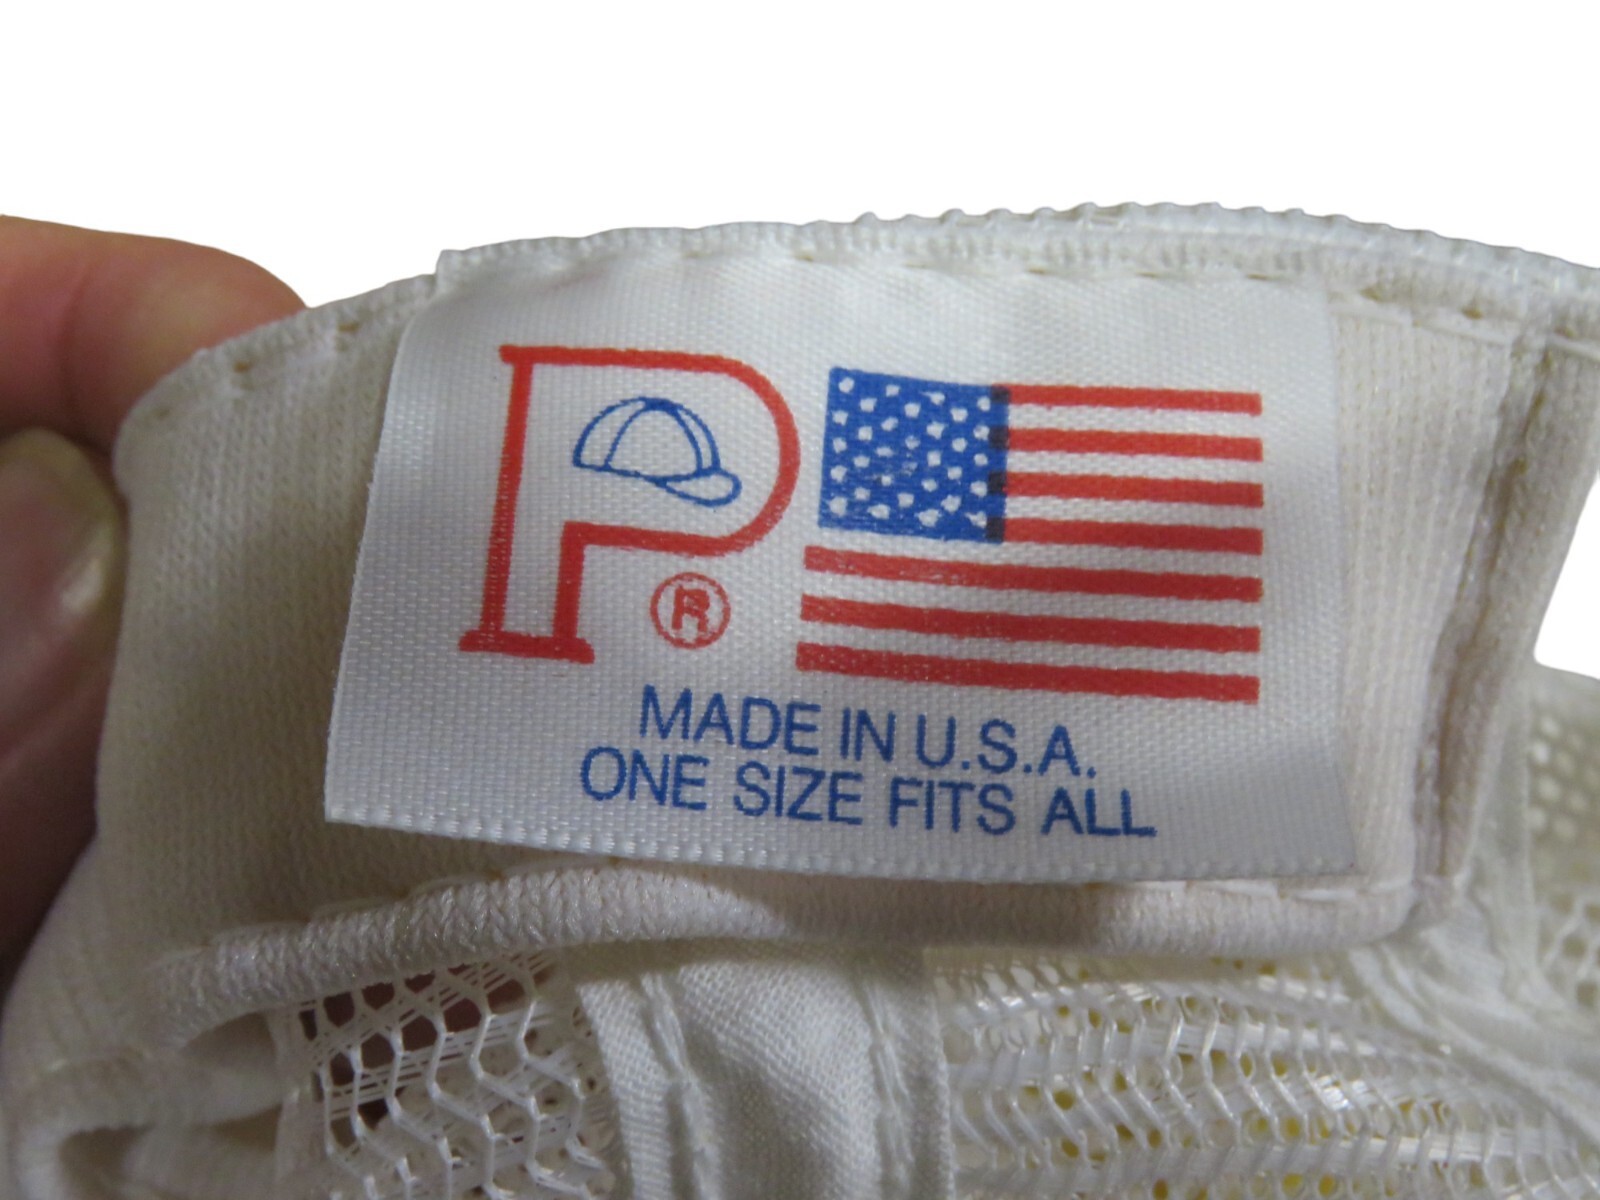 P
®
MADE IN U.S.A.
ONE SIZE FITS ALL